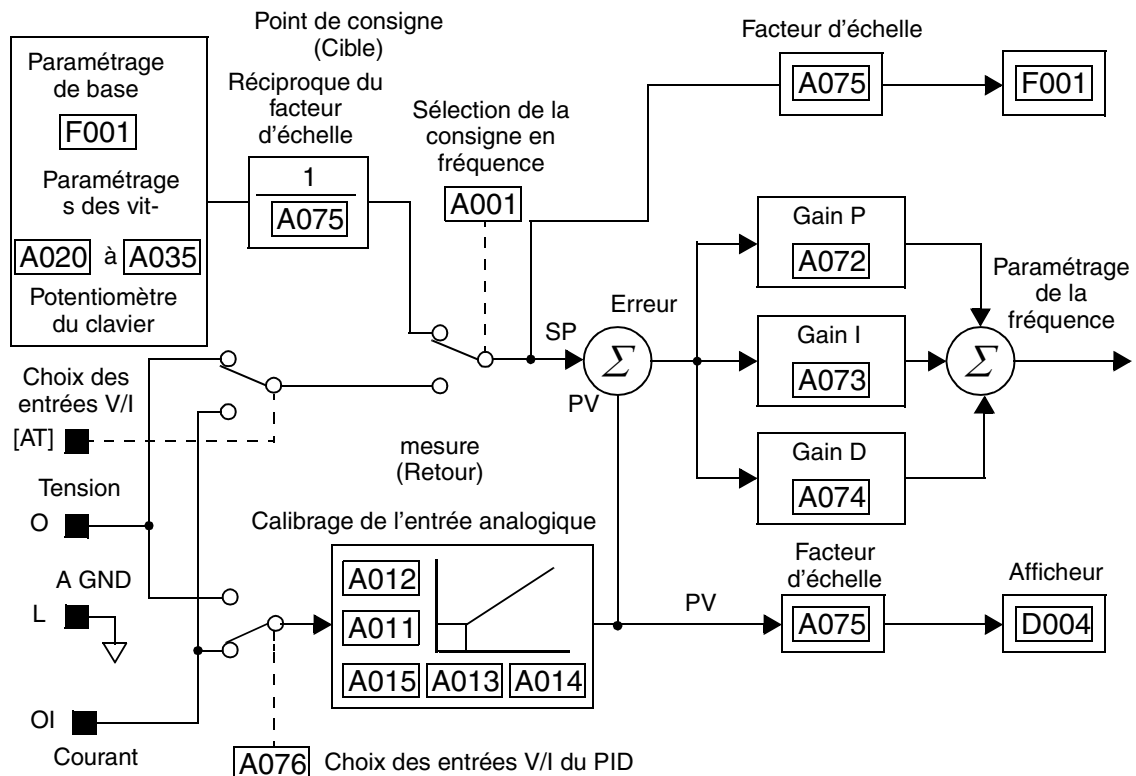 Point de consigne
(Cible)
Paramétrage
de base
F001
Paramétrage
s des vit-
A020 à A035
Potentiomètre
du clavier
Réciproque du
facteur
d'échelle
1
A075
Sélection de la
consigne en
fréquence
A001
Facteur d'échelle
A075
F001
Gain P
A072
Gain I
A073
Gain D
A074
Paramétrage
de la
fréquence
Erreur
SP
Σ
PV
Σ
Choix des
entrées V/I
[AT]
mesure
(Retour)
Tension
O
A GND
L
OI
Courant
Calibrage de l'entrée analogique
A012
A011
A015 A013 A014
A076 Choix des entrées V/I du PID
PV
Facteur
d'échelle
A075
Afficheur
D004